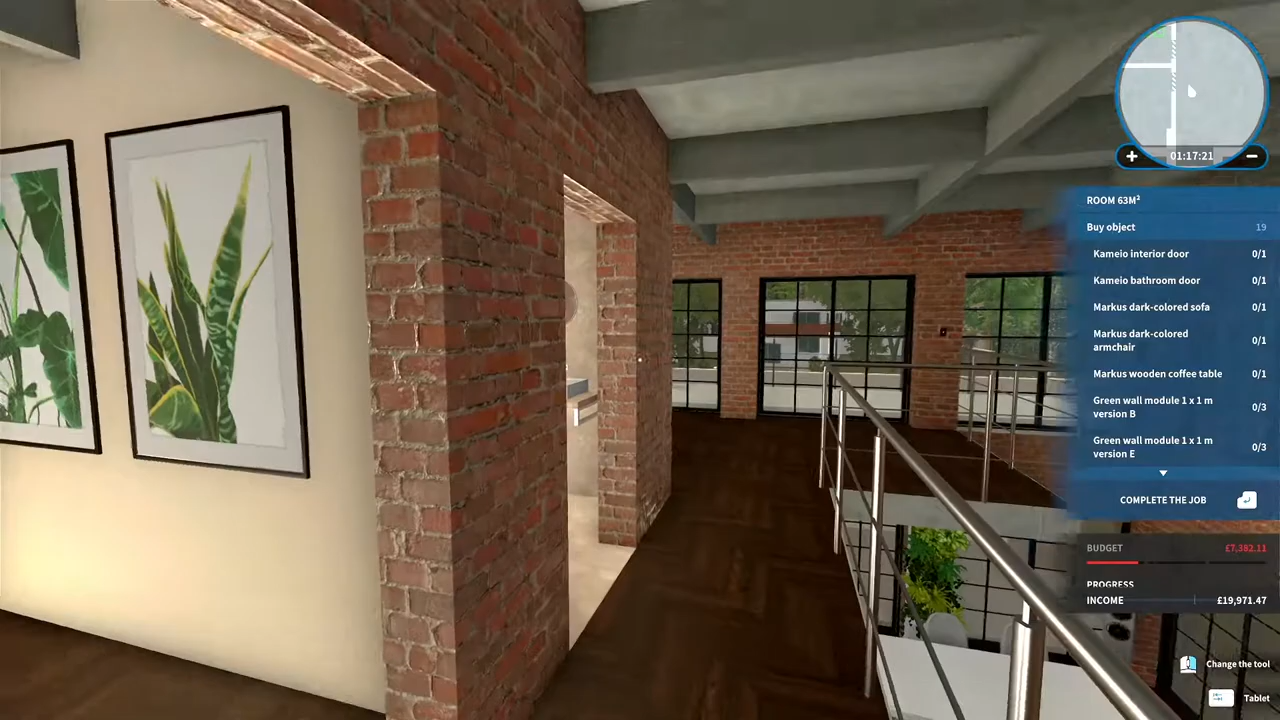 01:17:21
ROOM 63M²
Buy object 19
Kameio interior door 0/1
Kameio bathroom door 0/1
Markus dark-colored sofa 0/1
Markus dark-colored
armchair 0/1
Markus wooden coffee table 0/1
Green wall module 1 x 1 m
version B 0/3
Green wall module 1 x 1 m
version E 0/3
COMPLETE THE JOB
BUDGET £7,382.11
PROGRESS
INCOME £19,971.47
Change the tool
Tablet